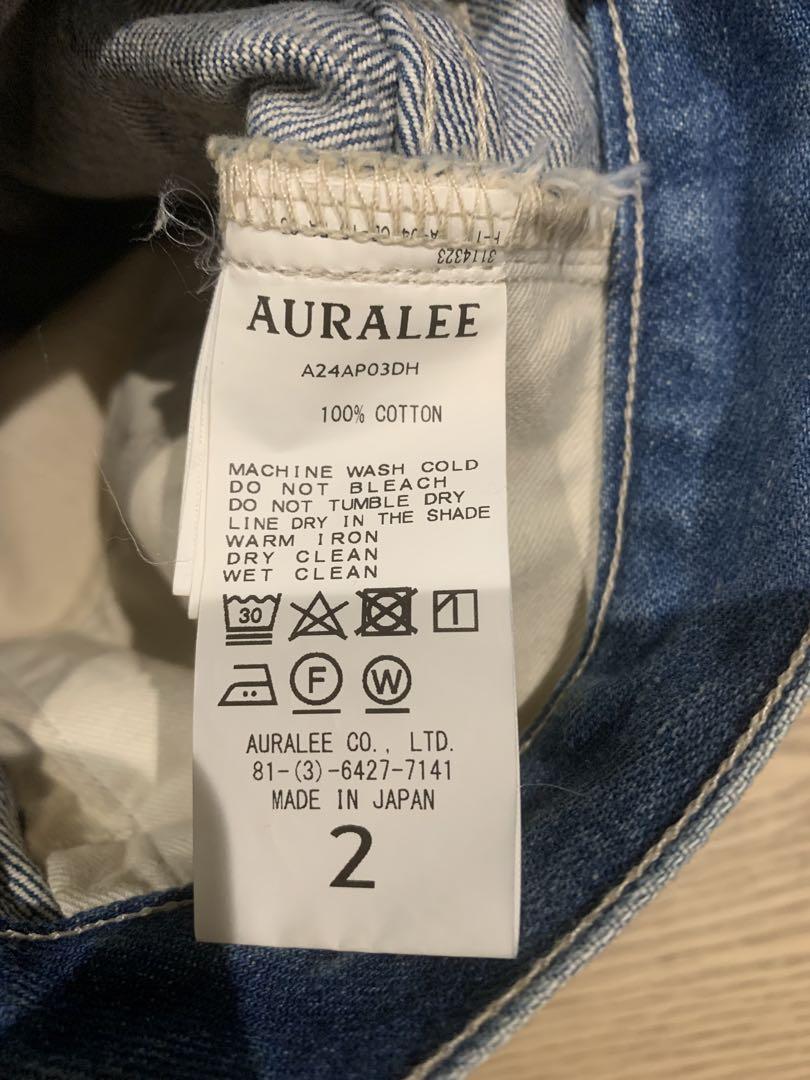 3114323
AURALEE
A24AP03DH
100% COTTON
MACHINE WASH COLD
DO NOT BLEACH
DO NOT TUMBLE DRY
LINE DRY IN THE SHADE
WARM IRON
DRY CLEAN
WET CLEAN
30
F W
AURALEE CO., LTD.
81-(3)-6427-7141
MADE IN JAPAN
2